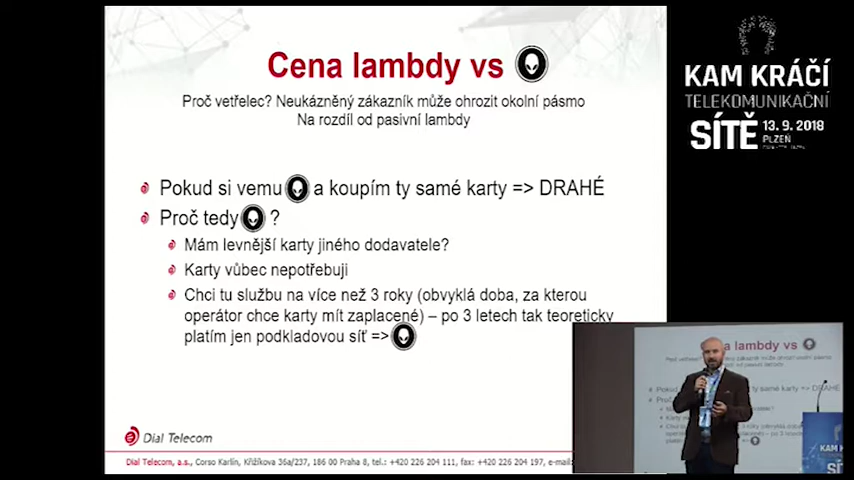 Cena lambdy vs
Proč vetřelec? Neukázněný zákazník může ohrozit okolní pásmo
Na rozdíl od pasivní lambdy
Pokud si vemu a koupím ty samé karty => DRAHÉ
Proč tedy ?
Mám levnější karty jiného dodavatele?
Karty vůbec nepotřebuji
Chci tu službu na více než 3 roky (obvyklá doba, za kterou
operátor chce karty mít zaplacené) – po 3 letech tak teoreticky
platím jen podkladovou síť =>
Dial Telecom
Dial Telecom, a.s., Corso Karlín, Křižíkova 36a/237, 186 00 Praha 8, tel.: +420 226 204 111, fax: +420 226 204 197, e-mail:
KAM KRÁČÍ
TELEKOMUNIKAČNÍ
SÍTĚ
13. 9. 2018
PLZEŇ